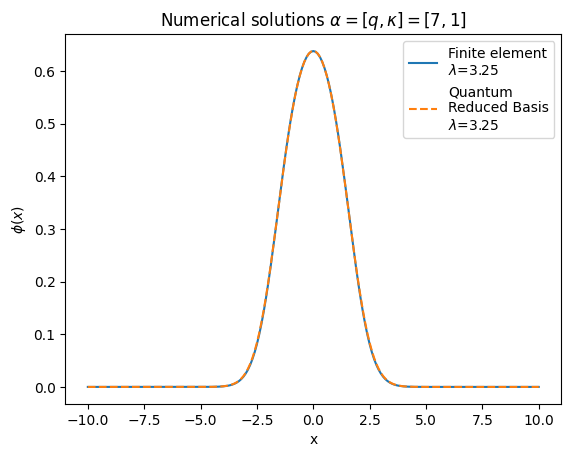 Numerical solutions α = [q, κ] = [7, 1]
Finite element
λ=3.25
Quantum
Reduced Basis
λ=3.25
ϕ(x)
0.6
0.5
0.4
0.3
0.2
0.1
0.0
−10.0 −7.5 −5.0 −2.5 0.0 2.5 5.0 7.5 10.0
x